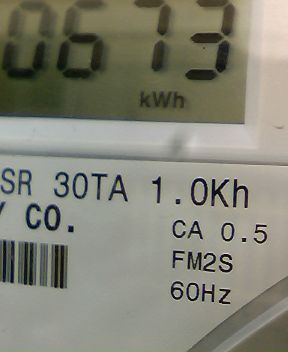 0673
kWh
SR 30TA 1.0Kh
Y CO.
CA 0.5
FM2S
60Hz